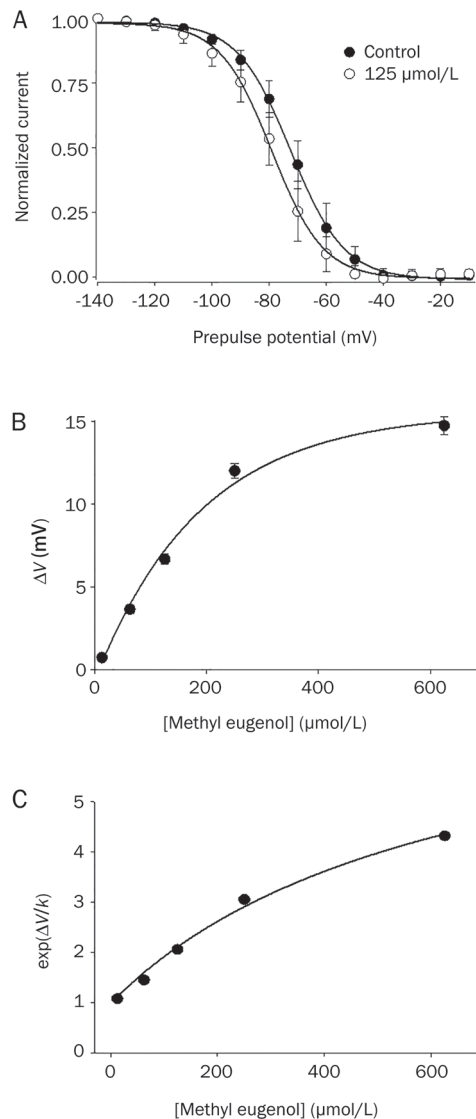 A
1.00
0.75
0.50
0.25
0.00
Normalized current
Control
125 μmol/L
-140 -120 -100 -80 -60 -40 -20
Prepulse potential (mV)
B
15
10
5
0
ΔV (mV)
0 200 400 600
[Methyl eugenol] (μmol/L)
C
5
4
3
2
1
0
exp(ΔV/k)
0 200 400 600
[Methyl eugenol] (μmol/L)